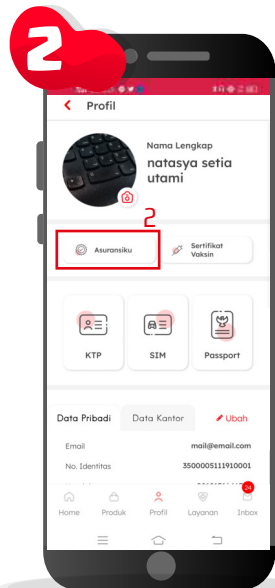 2
Profil
Nama Lengkap
natasya setia
utami
2
Asuransiku
Sertifikat
Vaksin
KTP
SIM
Passport
Data Pribadi
Data Kantor
Ubah
Email
mail@email.com
No. Identitas
3500005111910001
24
Home
Produk
Profil
Layanan
Inbox